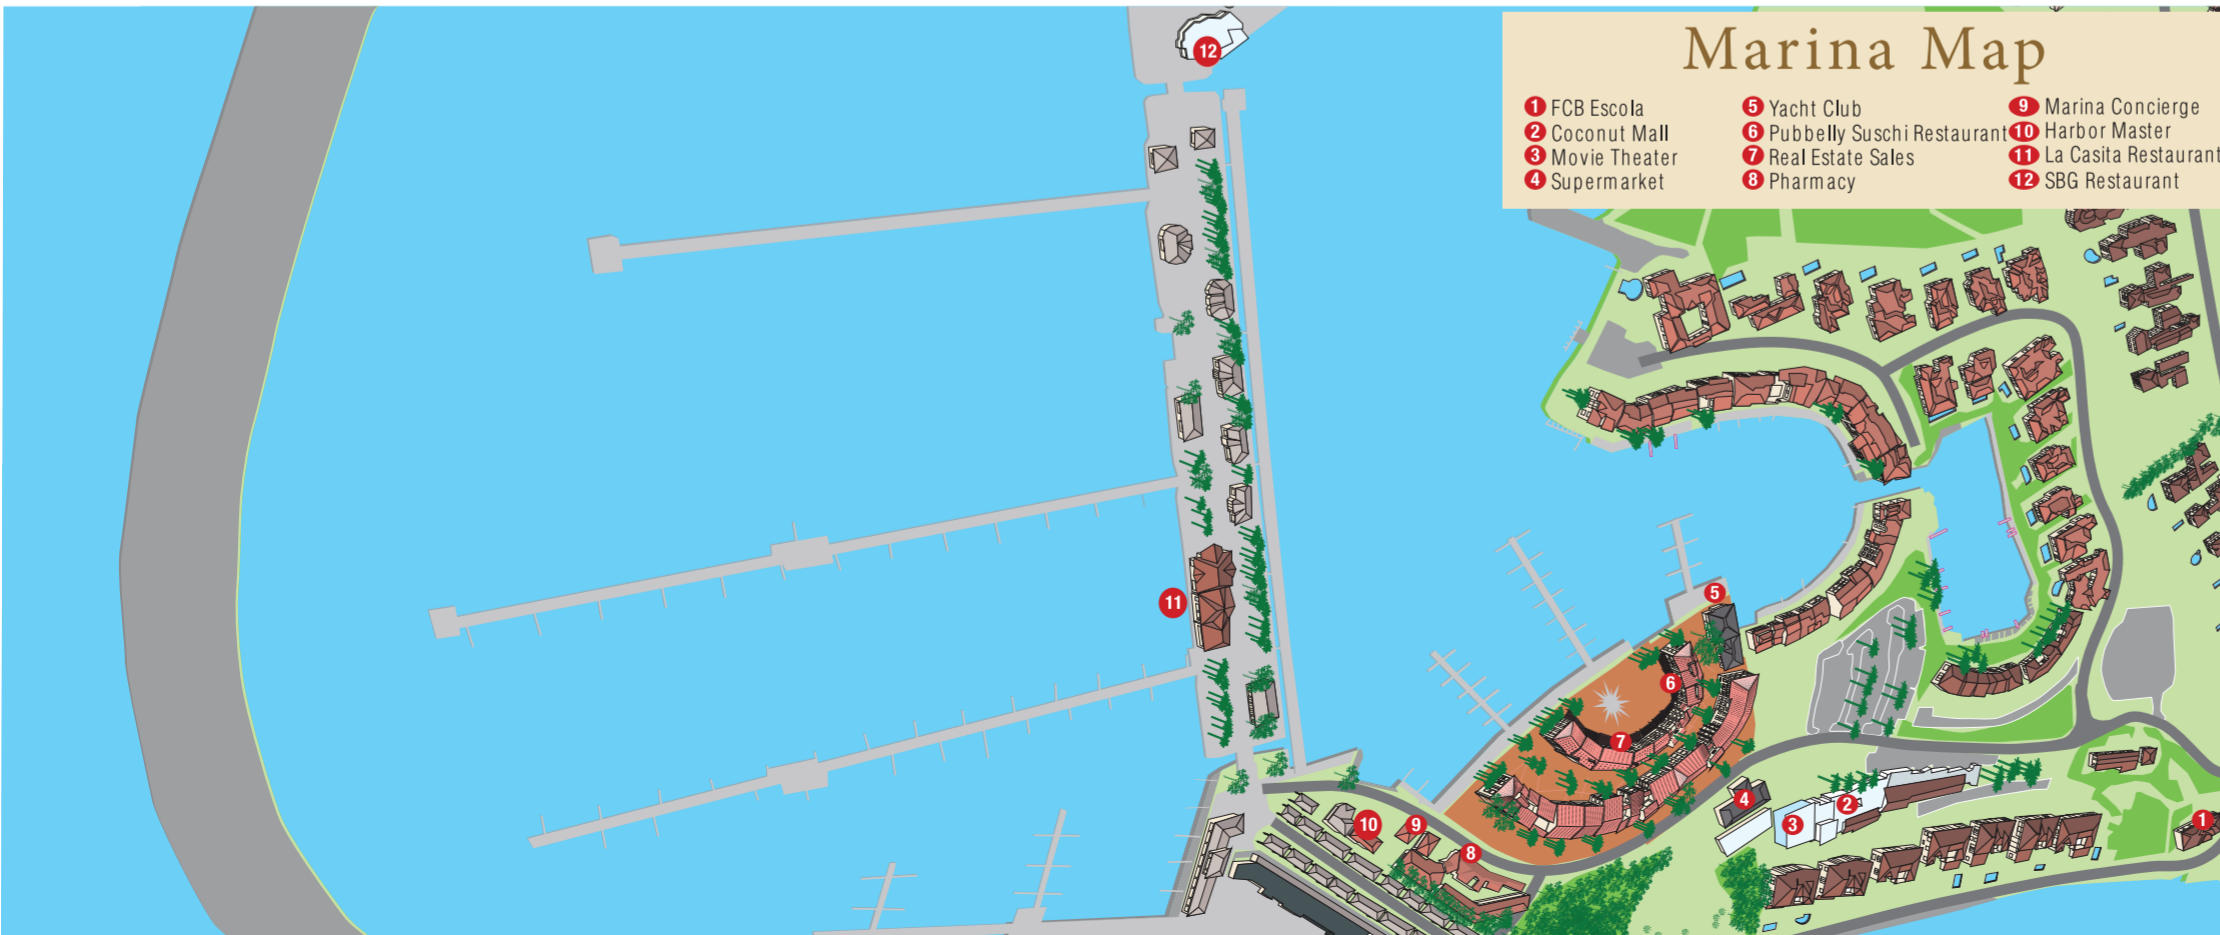 Marina Map
1 FCB Escola
2 Coconut Mall
3 Movie Theater
4 Supermarket
5 Yacht Club
6 Pubbelly Suschi Restaurant
7 Real Estate Sales
8 Pharmacy
9 Marina Concierge
10 Harbor Master
11 La Casita Restaurant
12 SBG Restaurant
12
11
5
6
7
4
3
2
1
10
9
8